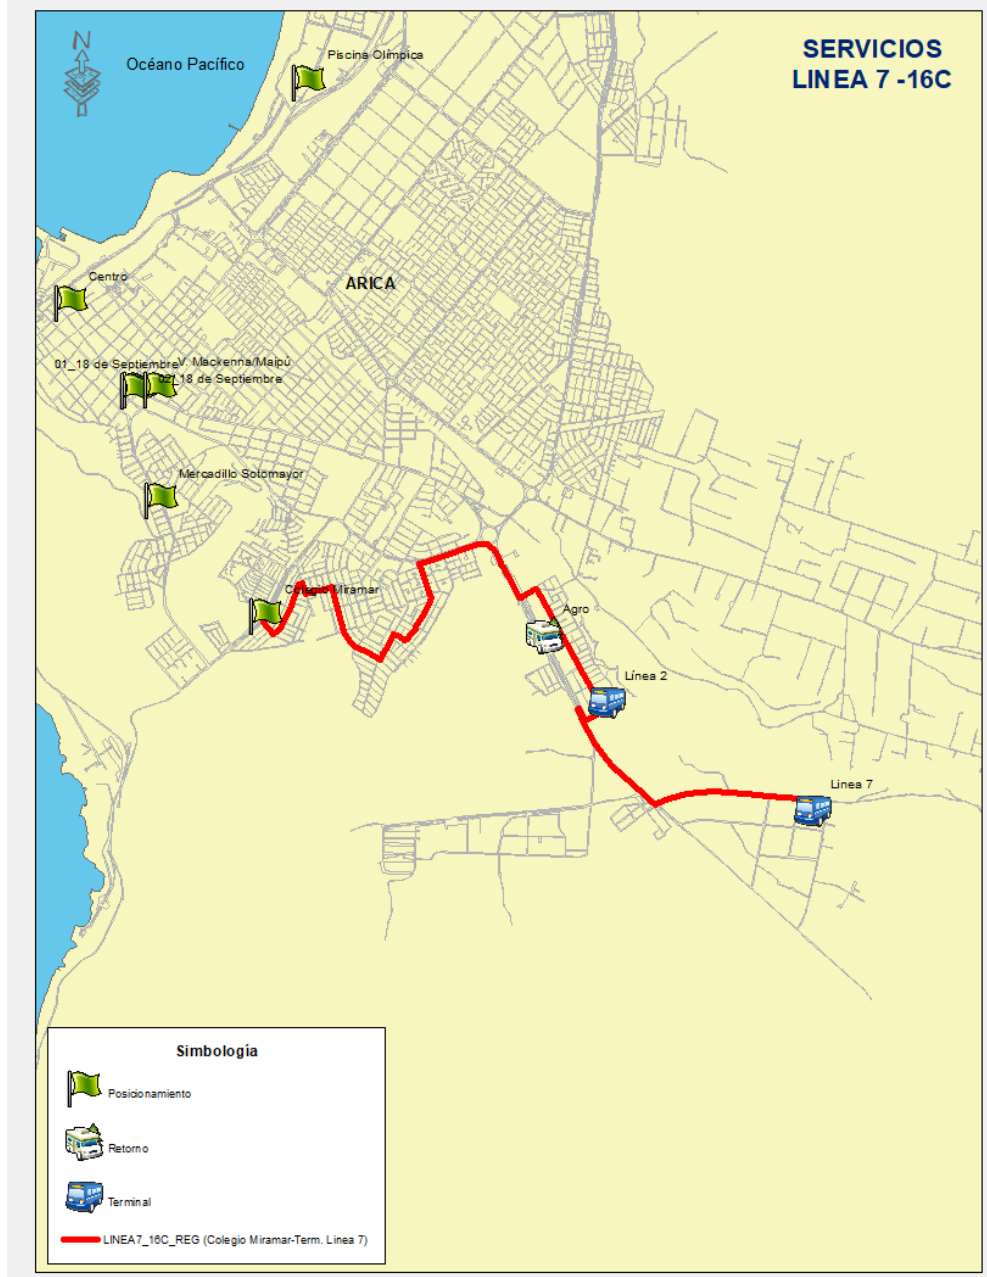 N
Océano Pacífico
Piscina Olímpica
SERVICIOS
LINEA 7 -16C
Centro
ARICA
01_18 de Septiembre
V. Mackenna/Maipú
02_18 de Septiembre
Mercadillo Sotomayor
Colegio Miramar
Agro
Línea 2
Linea 7
Simbología
Posicionamiento
Retorno
Terminal
LINEA7_16C_REG (Colegio Miramar-Term. Linea 7)